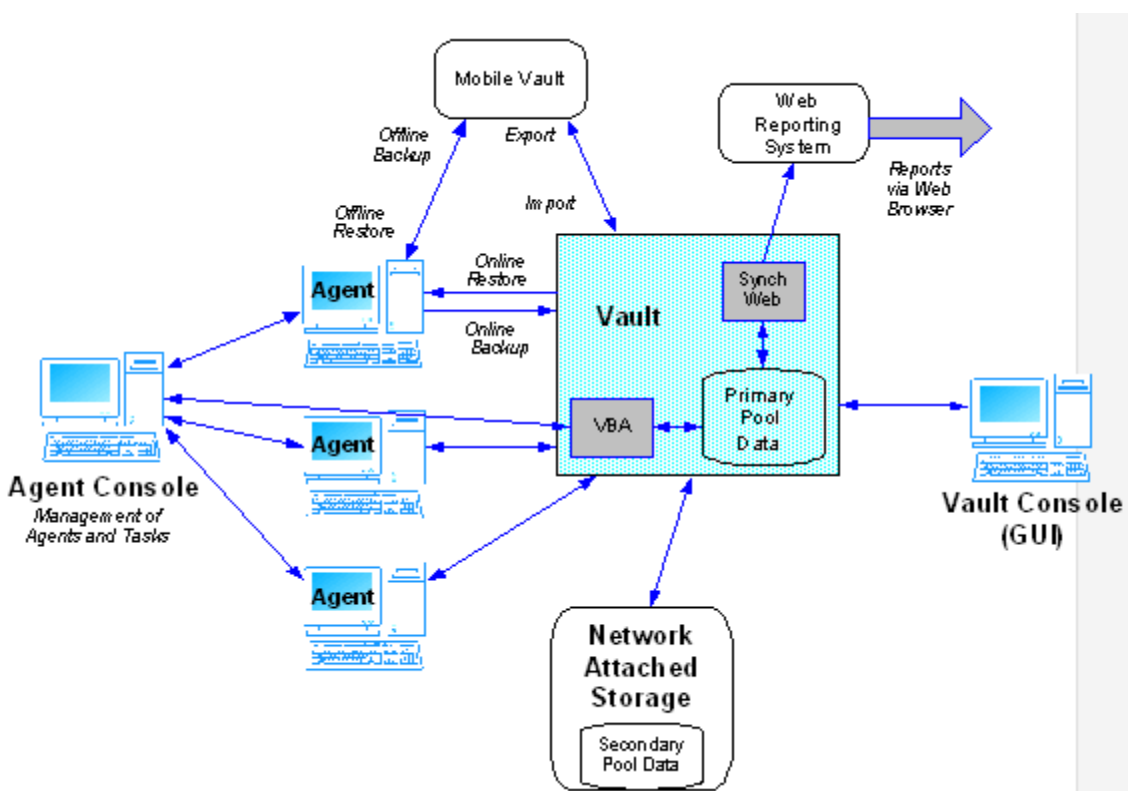 Mobile Vault
Web
Reporting
System
Offline
Backup
Export
Reports
via Web
Browser
Import
Offline
Restore
Online
Restore
Agent
Synch
Web
Vault
Online
Backup
Primary
Pool
Data
VBA
Agent
Agent Console
Management of
Agents and Tasks
Vault Console
(GUI)
Agent
Network
Attached
Storage
Secondary
Pool Data